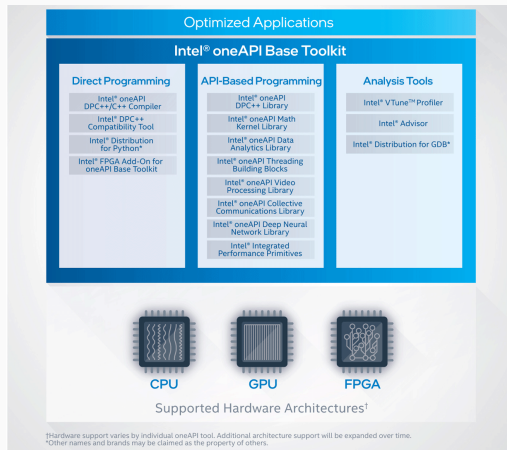 Optimized Applications
Intel® oneAPI Base Toolkit
Direct Programming
Intel® oneAPI
DPC++/C++ Compiler
Intel® DPC++
Compatibility Tool
Intel® Distribution
for Python*
Intel® FPGA Add-On for
oneAPI Base Toolkit
API-Based Programming
Intel® oneAPI
DPC++ Library
Intel® oneAPI Math
Kernel Library
Intel® oneAPI Data
Analytics Library
Intel® oneAPI Threading
Building Blocks
Intel® oneAPI Video
Processing Library
Intel® oneAPI Collective
Communications Library
Intel® oneAPI Deep Neural
Network Library
Intel® Integrated
Performance Primitives
Analysis Tools
Intel® VTune™ Profiler
Intel® Advisor
Intel® Distribution for GDB*
CPU
GPU
FPGA
Supported Hardware Architectures†
†Hardware support varies by individual oneAPI tool. Additional architecture support will be expanded over time.
*Other names and brands may be claimed as the property of others.